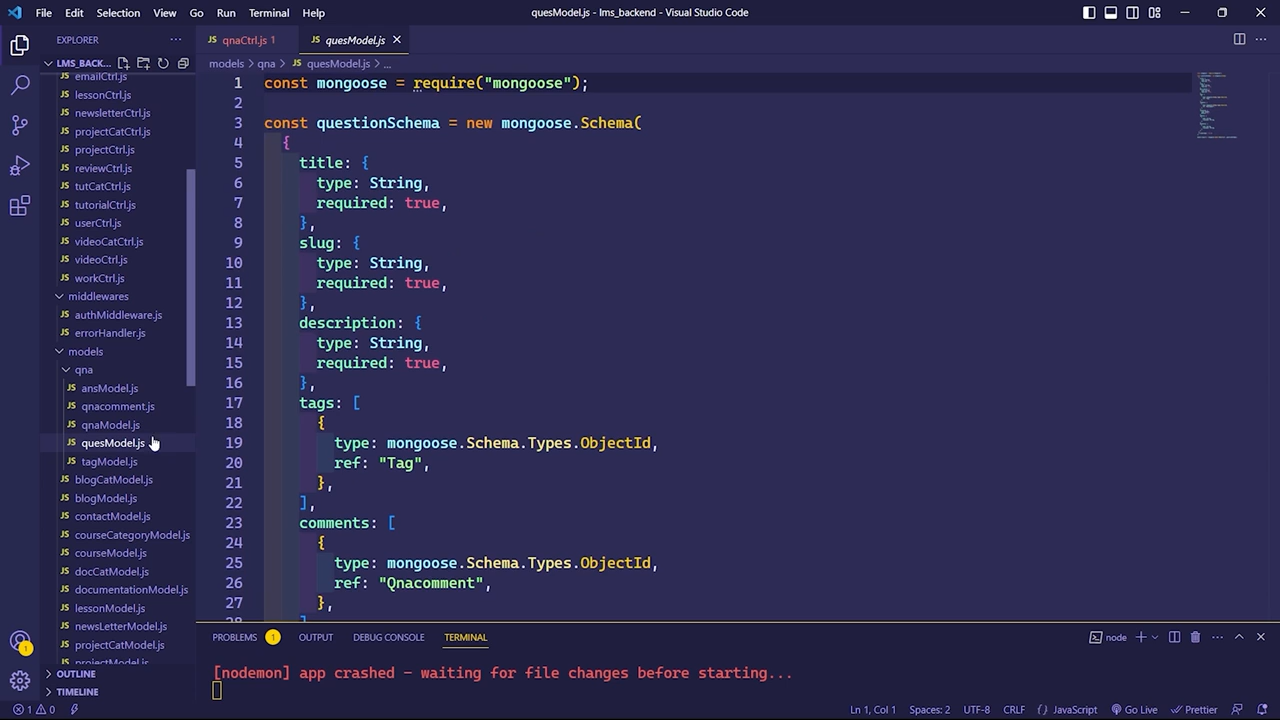 File Edit Selection View Go Run Terminal Help
quesModel.js - lms_backend - Visual Studio Code
EXPLORER
LMS_BACK...
emailCtrl.js
lessonCtrl.js
newsletterCtrl.js
projectCatCtrl.js
projectCtrl.js
reviewCtrl.js
tutCatCtrl.js
tutorialCtrl.js
userCtrl.js
videoCatCtrl.js
videoCtrl.js
workCtrl.js
middlewares
authMiddleware.js
errorHandler.js
models
qna
ansModel.js
qnacomment.js
qnaModel.js
quesModel.js
tagModel.js
blogCatModel.js
blogModel.js
contactModel.js
courseCategoryModel.js
courseModel.js
docCatModel.js
documentationModel.js
lessonModel.js
newsLetterModel.js
projectCatModel.js
projectModel.js
OUTLINE
TIMELINE
JS qnaCtrl.js 1
JS quesModel.js
models > qna > JS quesModel.js > ...
1 const mongoose = require("mongoose");
2
3 const questionSchema = new mongoose.Schema(
4 {
5 title: {
6 type: String,
7 required: true,
8 },
9 slug: {
10 type: String,
11 required: true,
12 },
13 description: {
14 type: String,
15 required: true,
16 },
17 tags: [
18 {
19 type: mongoose.Schema.Types.ObjectId,
20 ref: "Tag",
21 },
22 ],
23 comments: [
24 {
25 type: mongoose.Schema.Types.ObjectId,
26 ref: "Qnacomment",
27 },
28 ]
PROBLEMS 1 OUTPUT DEBUG CONSOLE TERMINAL
node
[nodemon] app crashed - waiting for file changes before starting...
1 0
Ln 1, Col 1 Spaces: 2 UTF-8 CRLF {} JavaScript Go Live Prettier